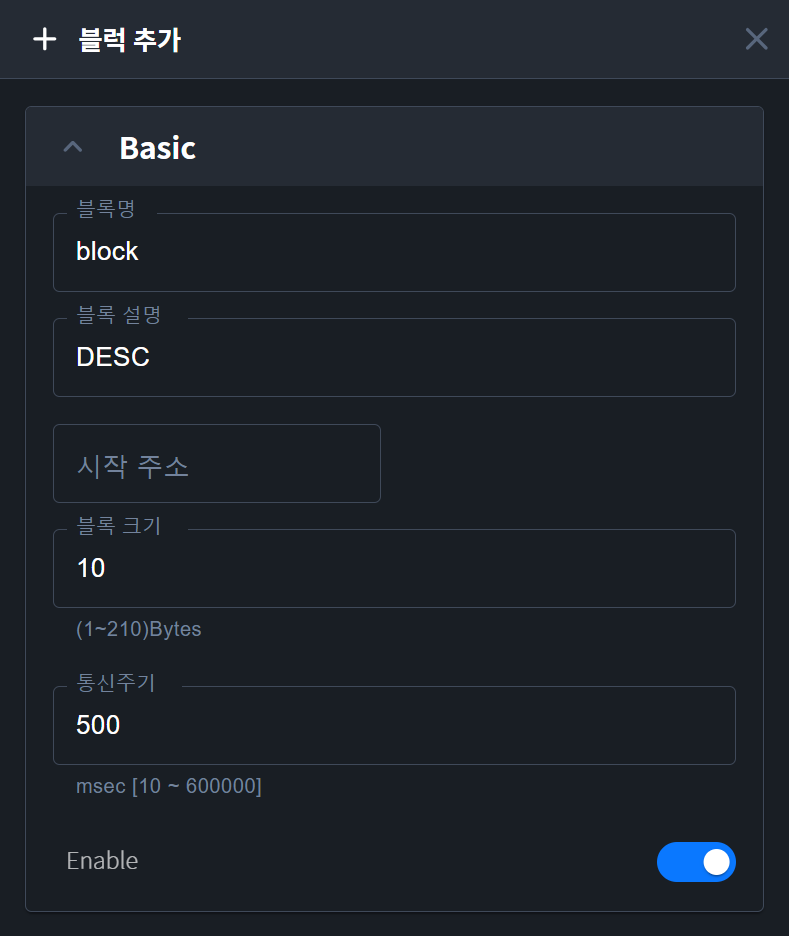 블럭 추가
Basic
블록명
block
블록 설명
DESC
시작 주소
블록 크기
10
(1~210)Bytes
통신주기
500
msec [10 ~ 600000]
Enable